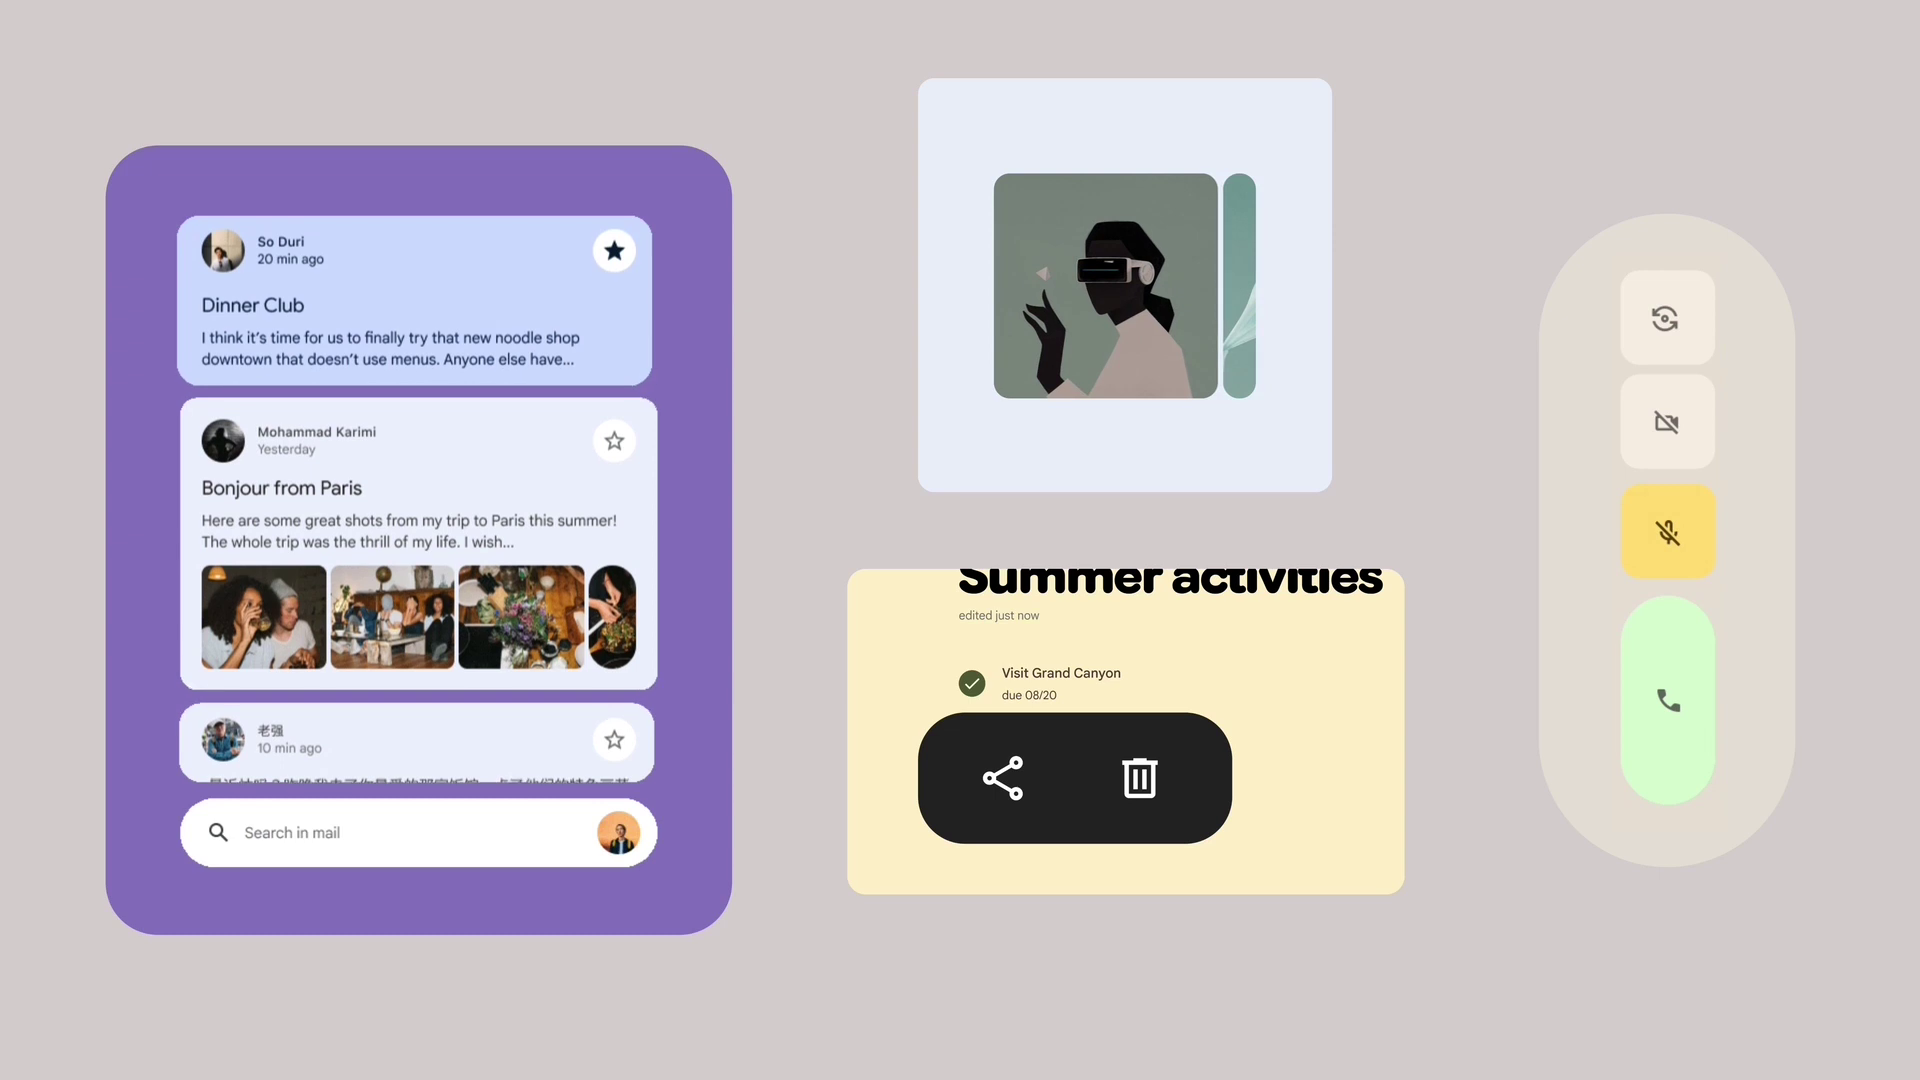 So Duri
20 min ago
Dinner Club
I think it’s time for us to finally try that new noodle shop
downtown that doesn’t use menus. Anyone else have...
Mohammad Karimi
Yesterday
Bonjour from Paris
Here are some great shots from my trip to Paris this summer!
The whole trip was the thrill of my life. I wish...
老强
10 min ago
Search in mail
Summer activities
edited just now
Visit Grand Canyon
due 08/20